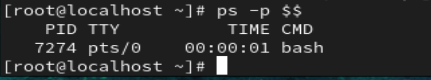 [root@localhost ~]# ps -p $$
    PID TTY          TIME CMD
   7274 pts/0    00:00:01 bash
[root@localhost ~]#